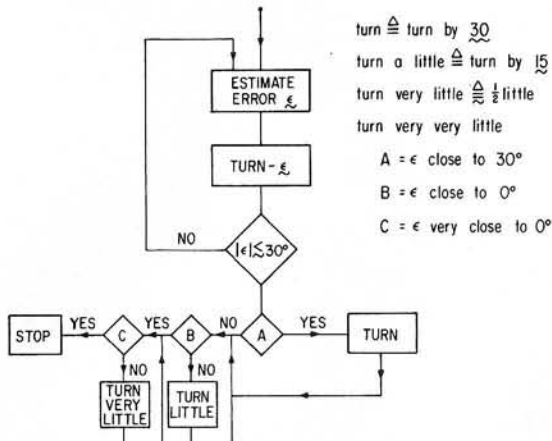 turn ≜ turn by 30
turn a little ≜ turn by 15
turn very little ≜ ½ little
turn very very little
A = ϵ close to 30°
B = ϵ close to 0°
C = ϵ very close to 0°
ESTIMATE
ERROR ϵ
TURN-ϵ
NO
|ϵ|≲30°
STOP
YES
C
YES
B
NO
A
YES
TURN
NO
NO
TURN
VERY
LITTLE
TURN
LITTLE